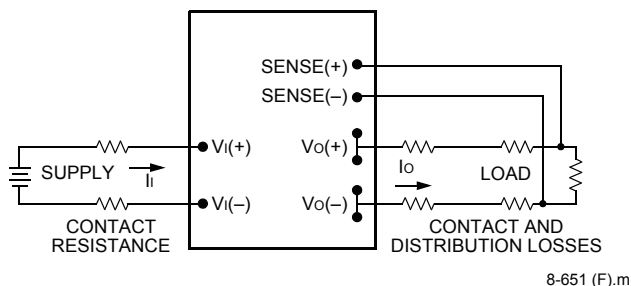 SENSE(+)
SENSE(–)
VI(+)
VO(+)
SUPPLY
II
IO
LOAD
VI(–)
VO(–)
CONTACT
RESISTANCE
CONTACT AND
DISTRIBUTION LOSSES
8-651 (F).m